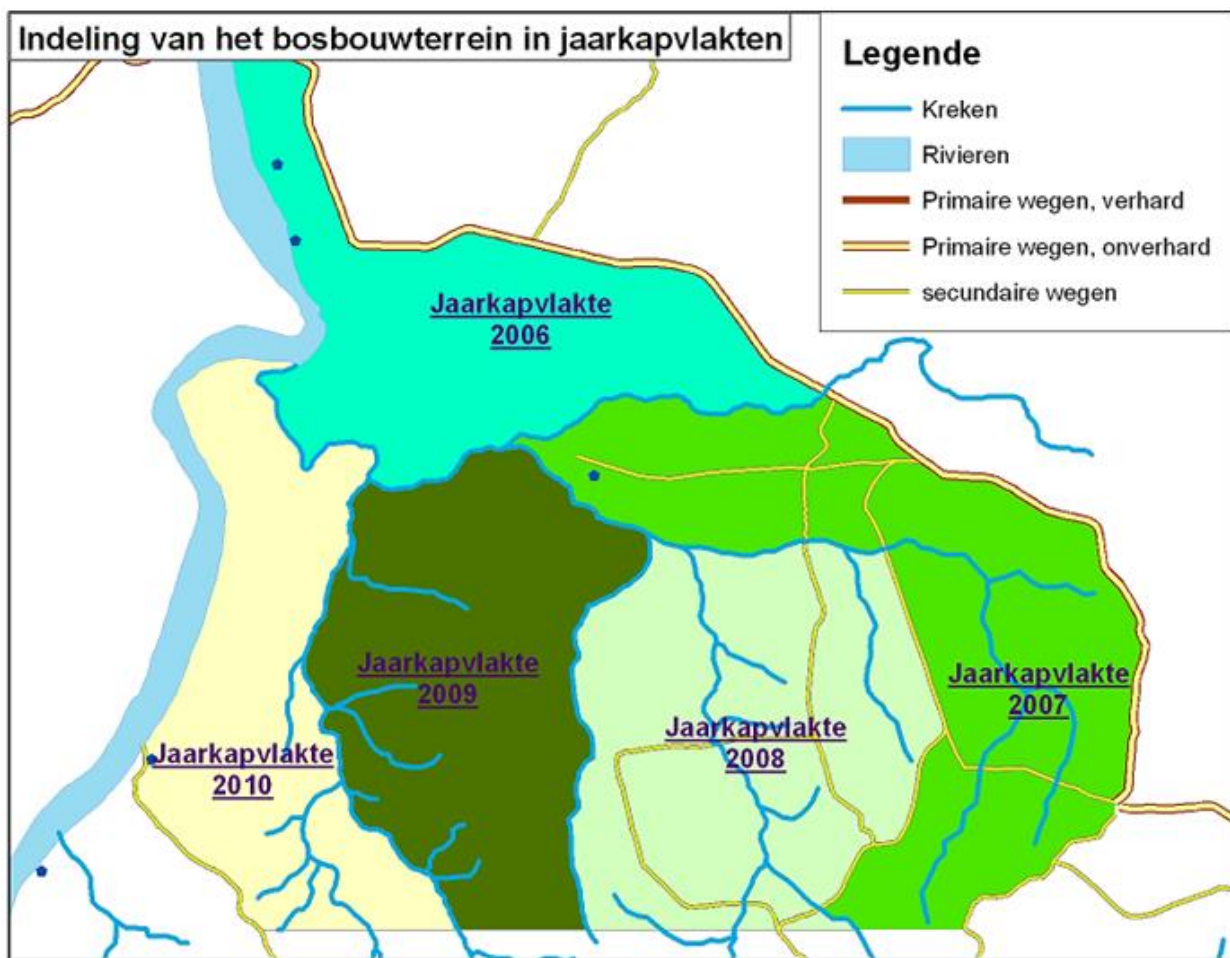 Indeling van het bosbouwterrein in jaarkapvlakten
Legende
Kreken
Rivieren
Primaire wegen, verhard
Primaire wegen, onverhard
secundaire wegen
Jaarkapvlakte
2006
Jaarkapvlakte
2009
Jaarkapvlakte
2007
Jaarkapvlakte
2008
Jaarkapvlakte
2010